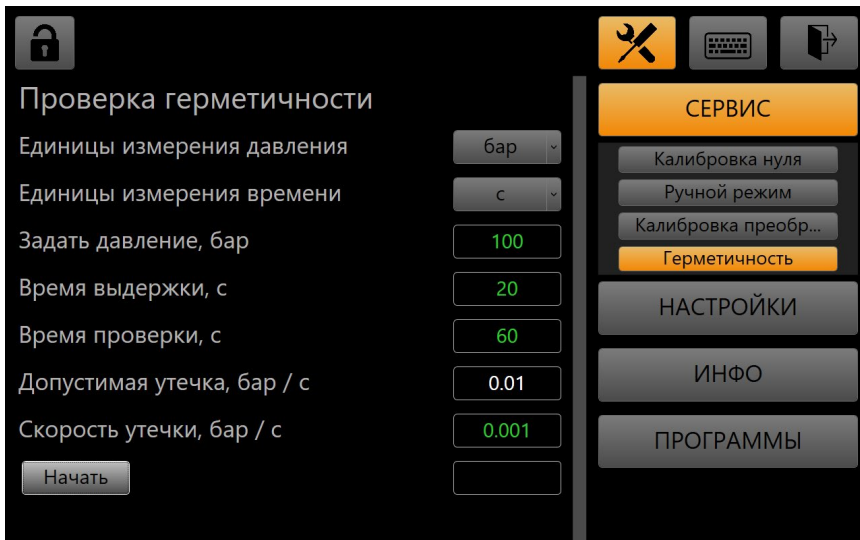 Проверка герметичности
Единицы измерения давления
бар
Единицы измерения времени
с
Задать давление, бар
100
Время выдержки, с
20
Время проверки, с
60
Допустимая утечка, бар / с
0.01
Скорость утечки, бар / с
0.001
Начать
СЕРВИС
Калибровка нуля
Ручной режим
Калибровка преобр...
Герметичность
НАСТРОЙКИ
ИНФО
ПРОГРАММЫ